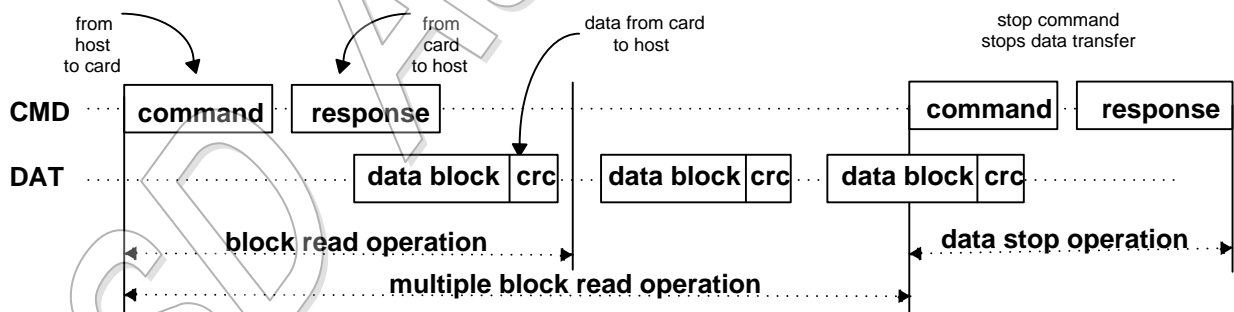 from
host
to card
from
card
to host
data from card
to host
stop command
stops data transfer
CMD command response command response
DAT data block crc data block crc data block crc
block read operation data stop operation
multiple block read operation